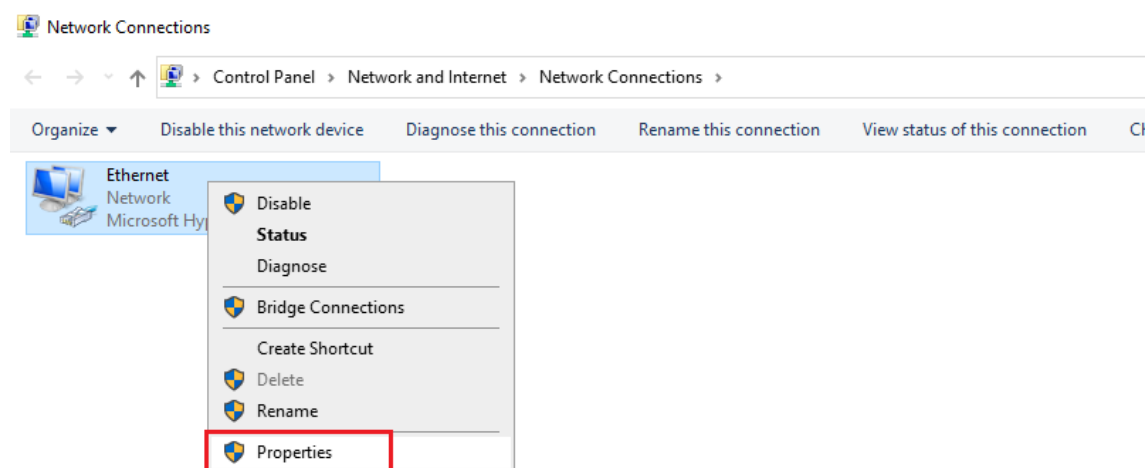 Network Connections
Control Panel > Network and Internet > Network Connections >
Organize Disable this network device Diagnose this connection Rename this connection View status of this connection
Ethernet
Network
Microsoft
Disable
Status
Diagnose
Bridge Connections
Create Shortcut
Delete
Rename
Properties